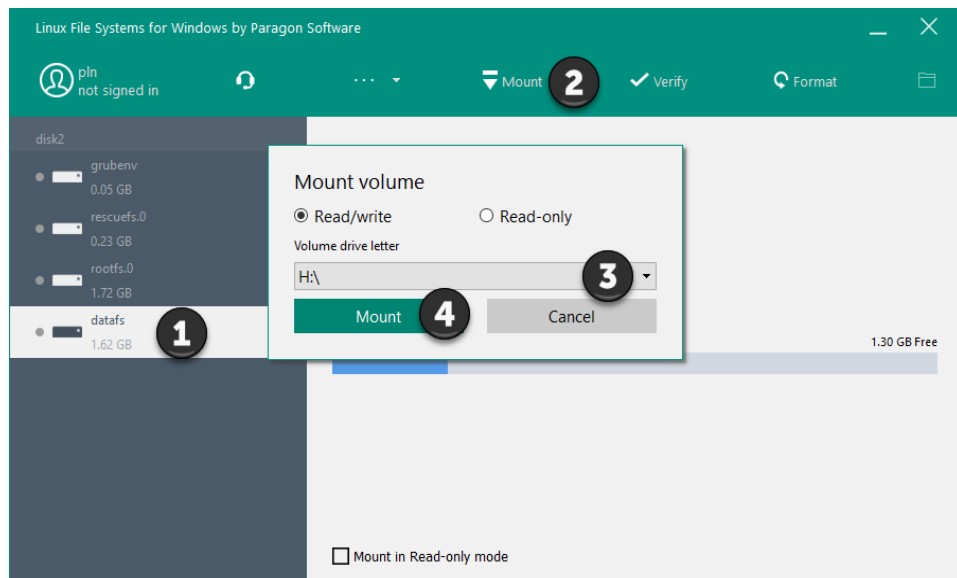 Linux File Systems for Windows by Paragon Software
pln
not signed in
...
Mount
2
Verify
Format
disk2
grubenv
0.05 GB
rescuefs.0
0.23 GB
rootfs.0
1.72 GB
datafs
1.62 GB
1
Mount volume
Read/write Read-only
Volume drive letter
H:\
3
Mount
4
Cancel
1.30 GB Free
Mount in Read-only mode